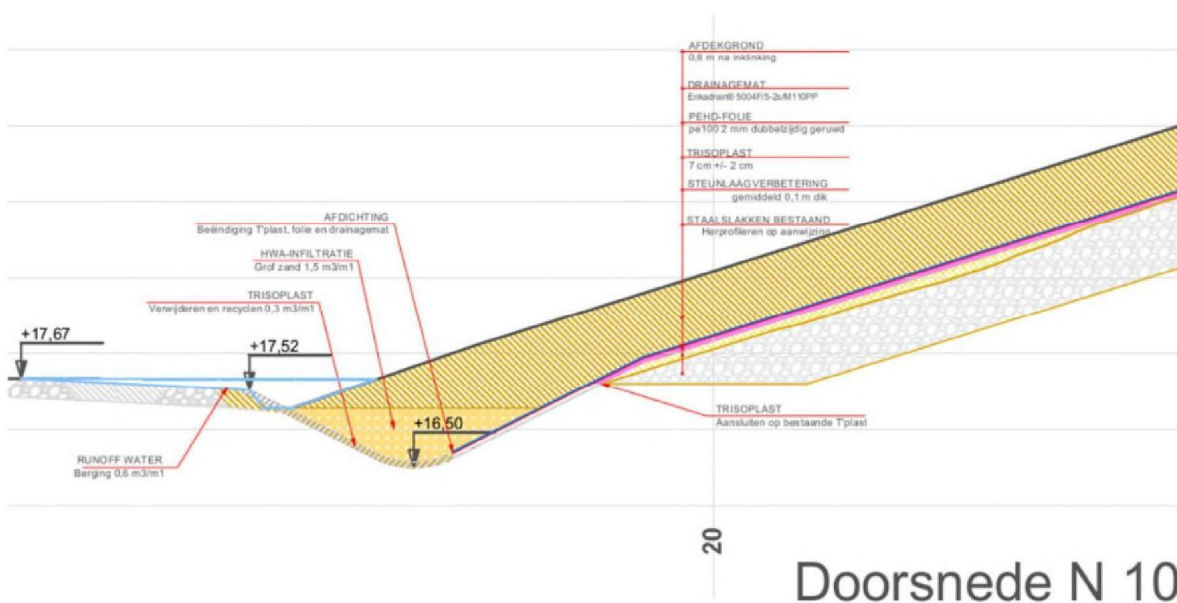 AFDEKGROND
0,8 m na inklinking
DRAINAGEMAT
Enkadrain® 5004F/5-2s/M110PP
PEHD-FOLIE
pe100 2 mm dubbelzijdig geruwd
TRISOPLAST
7 cm +/- 2 cm
STEUNLAAGVERBETERING
gemiddeld 0,1 m dik
STAALSLAKKEN BESTAAND
Herprofileren op aanwijzing
AFDICHTING
Beëindiging T'plast, folie en drainagemat
HWA-INFILTRATIE
Grof zand 1,5 m3/m1
TRISOPLAST
Verwijderen en recyclen 0,3 m3/m1
+17,67
+17,52
+16,50
TRISOPLAST
Aansluiten op bestaande T'plast
RUNOFF WATER
Berging 0,6 m3/m1
20
Doorsnede N 10